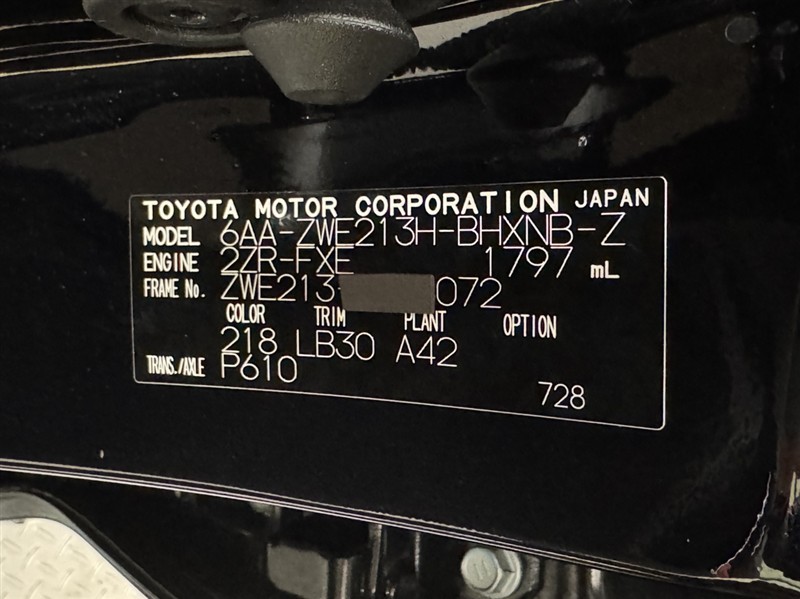 TOYOTA MOTOR CORPORATION JAPAN
MODEL 6AA-ZWE213H-BHXNB-Z
ENGINE 2ZR-FXE 1797 mL
FRAME No. ZWE213- 072
COLOR TRIM PLANT OPTION
218 LB30 A42
TRANS./AXLE P610
728